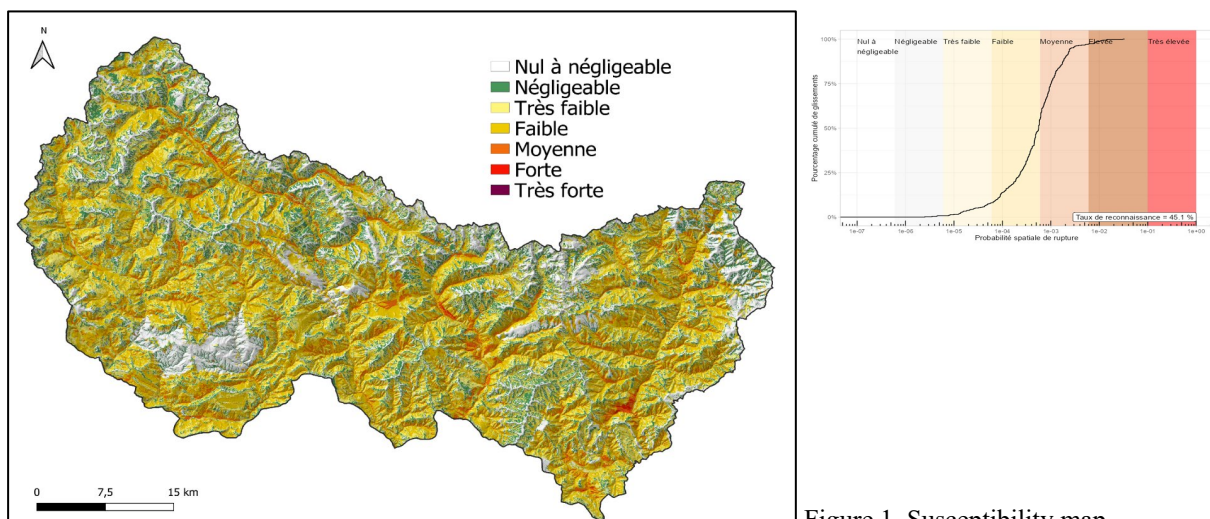 N
Nul à négligeable
Négligeable
Très faible
Faible
Moyenne
Forte
Très forte
0 7,5 15 km
100%
75%
50%
25%
0%
Pourcentage cumulé de glissements
Nul à
négligeable
Négligeable
Très faible
Faible
Moyenne
Elevée
Très élevée
Taux de reconnaissance = 45.1 %
1e-07 1e-06 1e-05 1e-04 1e-03 1e-02 1e-01 1e+00
Probabilité spatiale de rupture
Figure 1. Susceptibility map